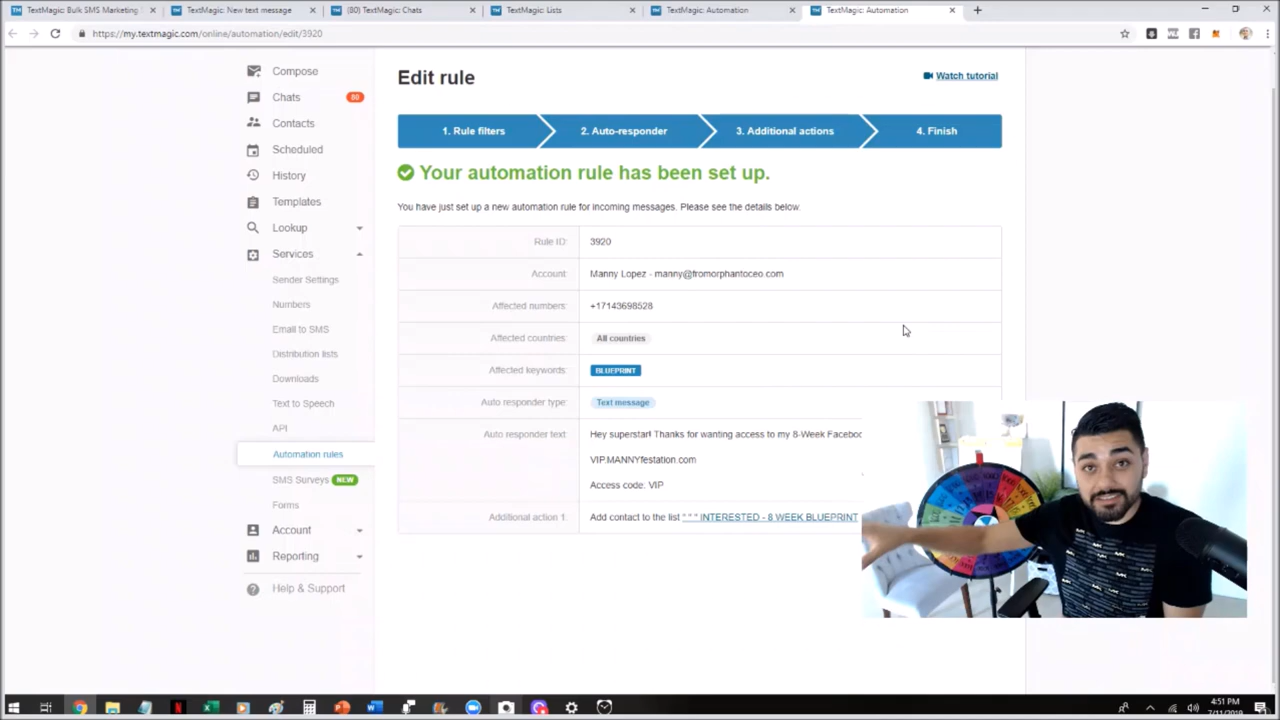 TextMagic: Bulk SMS Marketing
TextMagic: New text message
(80) TextMagic: Chats
TextMagic: Lists
TextMagic: Automation
TextMagic: Automation
https://my.textmagic.com/online/automation/edit/3920
Compose
Chats 80
Contacts
Scheduled
History
Templates
Lookup
Services
Sender Settings
Numbers
Email to SMS
Distribution lists
Downloads
Text to Speech
API
Automation rules
SMS Surveys NEW
Forms
Account
Reporting
Help & Support
Edit rule
Watch tutorial
1. Rule filters
2. Auto-responder
3. Additional actions
4. Finish
Your automation rule has been set up.
You have just set up a new automation rule for incoming messages. Please see the details below.
Rule ID: 3920
Account: Manny Lopez - manny@fromorphantoceo.com
Affected numbers: +17143698528
Affected countries: All countries
Affected keywords: BLUEPRINT
Auto responder type: Text message
Auto responder text: Hey superstar! Thanks for wanting access to my 8-Week Faceboo
VIP.MANNYfestation.com
Access code: VIP
Additional action 1: Add contact to the list * * * INTERESTED - 8 WEEK BLUEPRINT
4:51 PM
7/11/2019